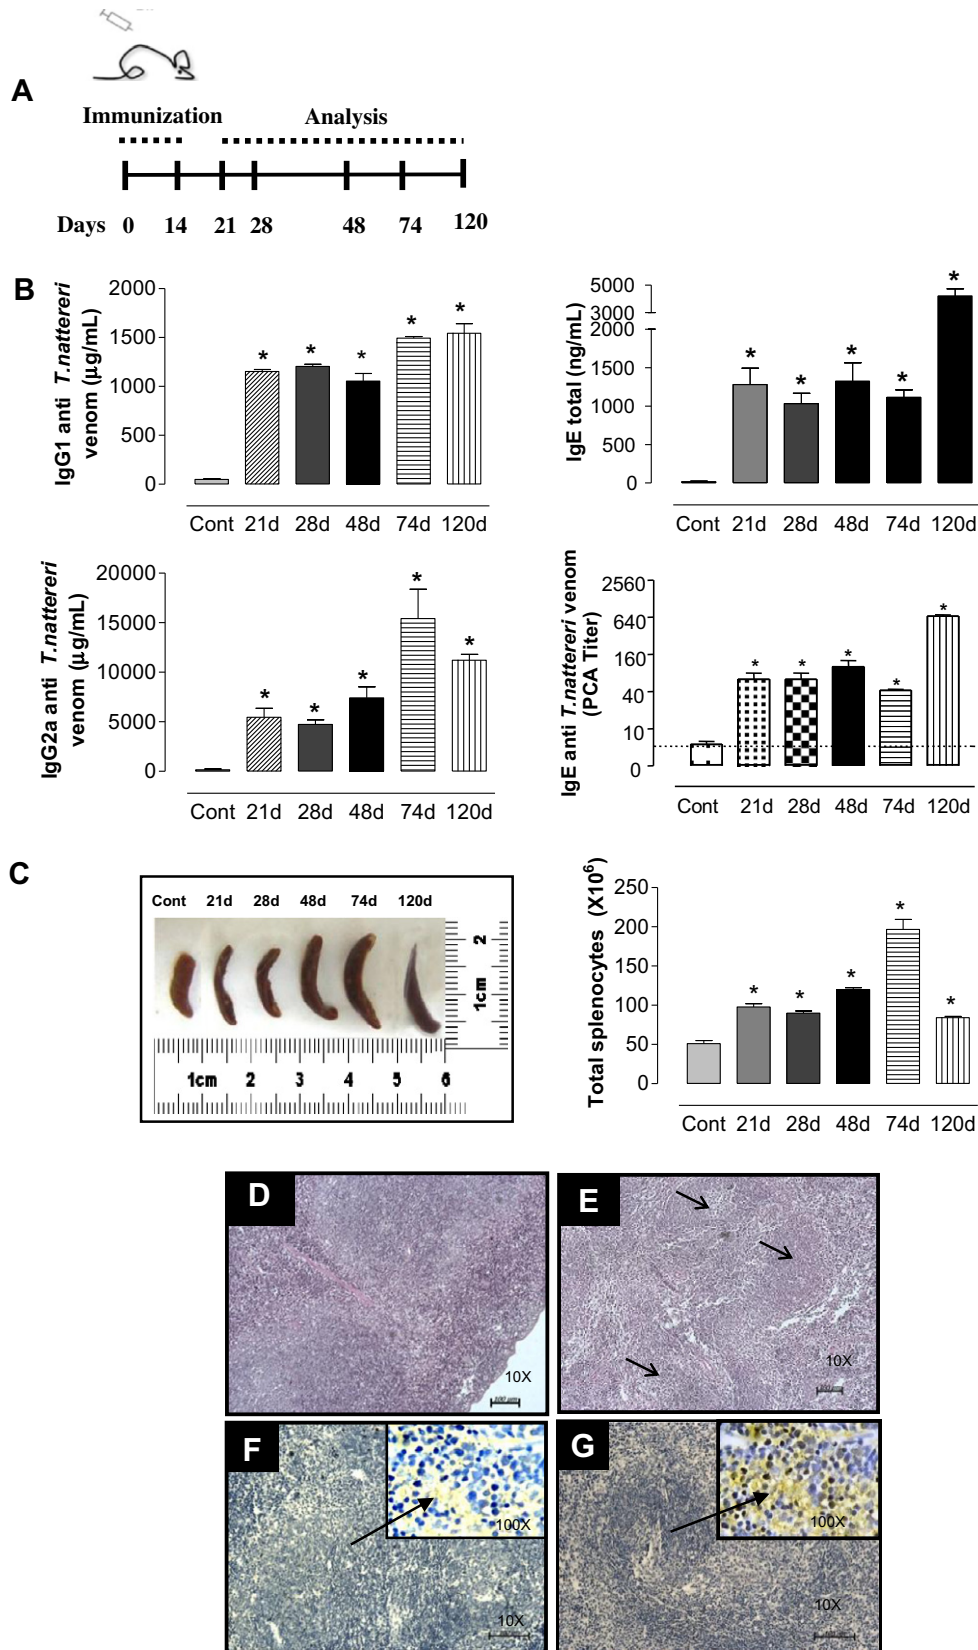 A
Immunization Analysis
Days 0 14 21 28 48 74 120
B
IgG1 anti T.nattereri
venom (µg/mL)
2000
1500
1000
500
0
* * * * *
Cont 21d 28d 48d 74d 120d
IgE total (ng/mL)
5000
3000
2000
1500
1000
500
0
* * * * *
Cont 21d 28d 48d 74d 120d
IgG2a anti T.nattereri
venom (µg/mL)
20000
15000
10000
5000
0
* * * * *
Cont 21d 28d 48d 74d 120d
IgE anti T.nattereri venom
(PCA Titer)
2560
640
160
40
10
0
* * * * *
Cont 21d 28d 48d 74d 120d
C
Cont 21d 28d 48d 74d 120d
2
1cm
1cm 2 3 4 5 6
Total splenocytes (X10⁶)
250
200
150
100
50
0
* * * * *
Cont 21d 28d 48d 74d 120d
D
10X
E
10X
F
100X
10X
G
100X
10X